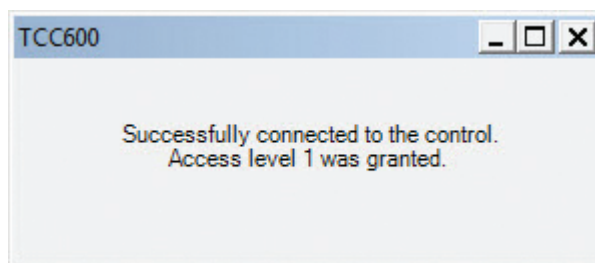 TCC600
Successfully connected to the control.
Access level 1 was granted.